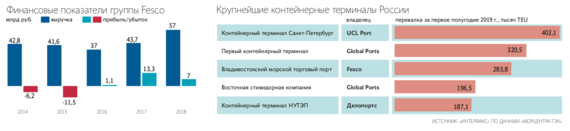 Финансовые показатели группы Fesco
млрд руб. выручка прибыль/убыток
42,8
-6,2
2014
41,6
-11,5
2015
37
1,1
2016
43,7
13,3
2017
57
7
2018
Крупнейшие контейнерные терминалы России
владелец перевалка за первое полугодие 2019 г., тысяч TEU
Контейнерный терминал Санкт-Петербург UCL Port 402,1
Первый контейнерный терминал Global Ports 320,5
Владивостокский морской торговый порт Fesco 283,8
Восточная стивидорная компания Global Ports 196,5
Контейнерный терминал НУТЭП Делопортс 187,1
ИСТОЧНИК: «ИНТЕРФАКС» ПО ДАННЫМ «МОРЦЕНТРА-ТЭК»